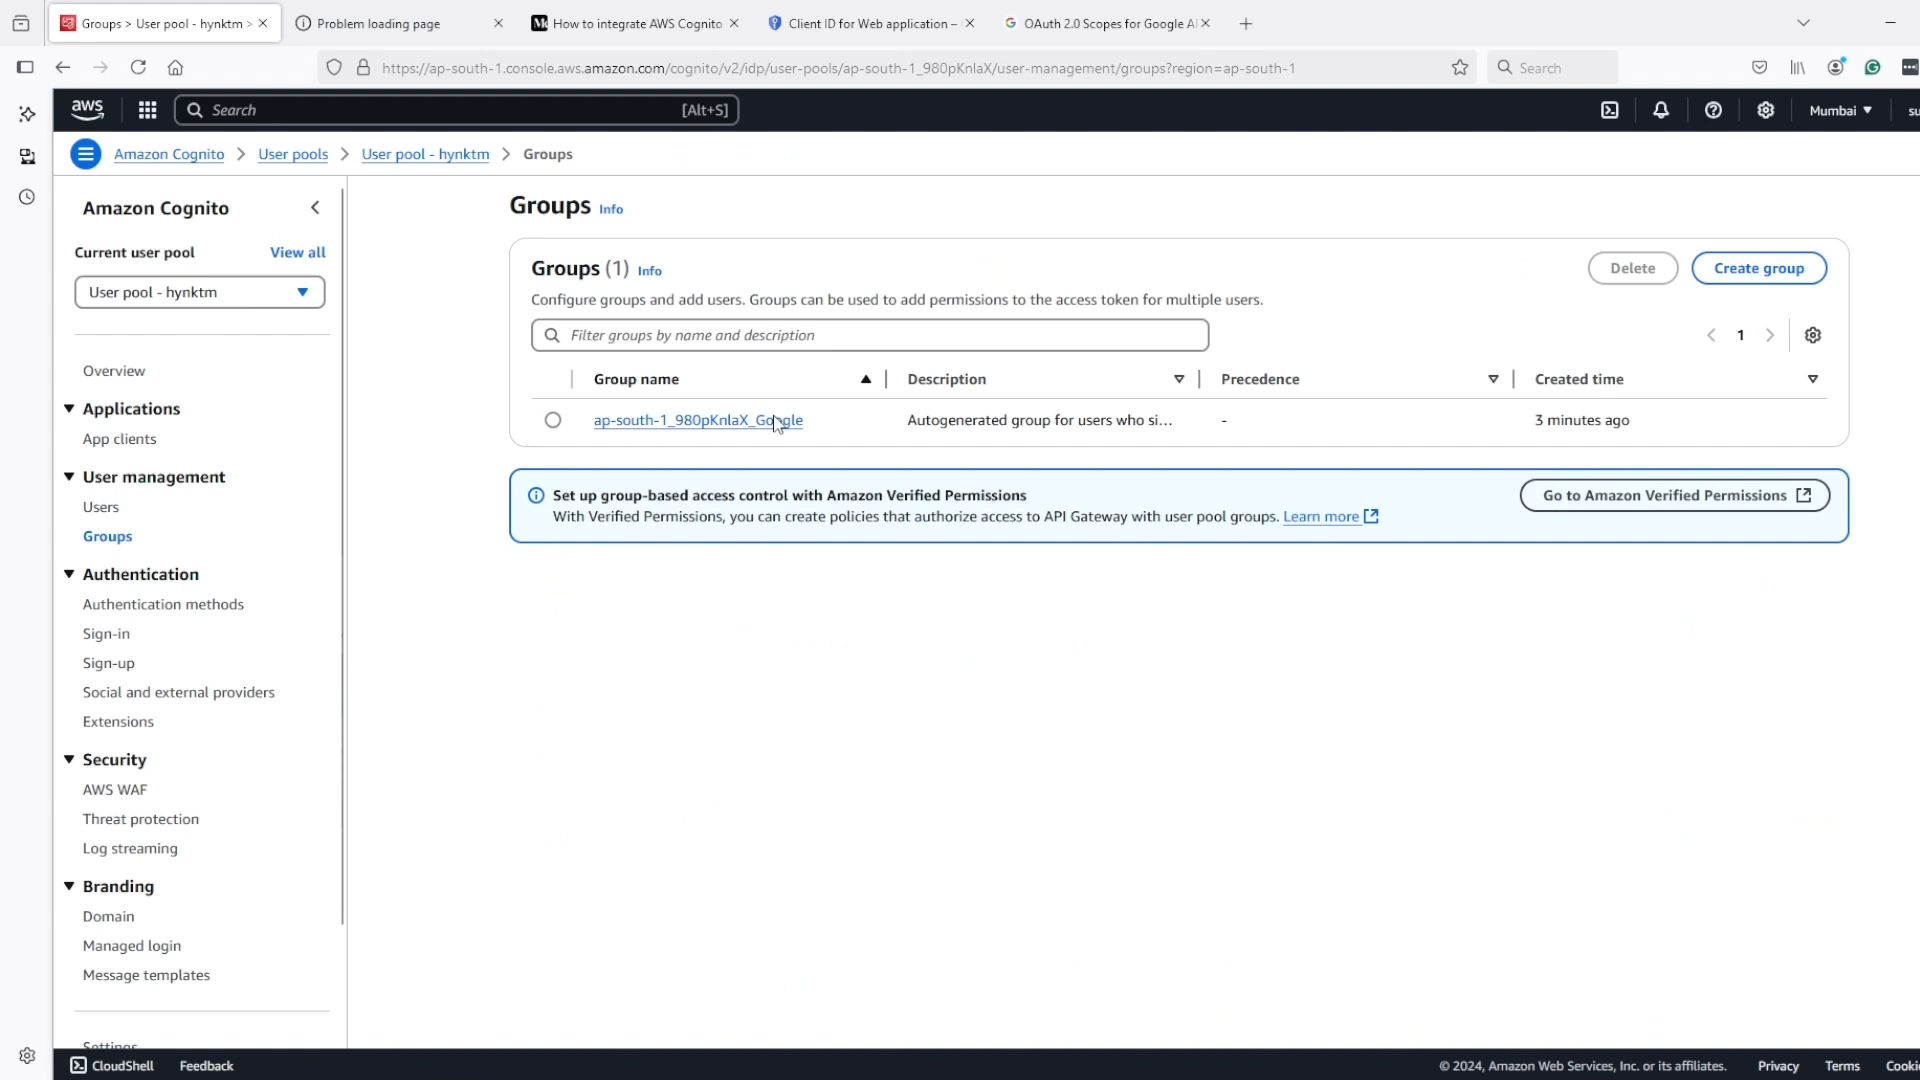 Groups > User pool - hynktm >
Problem loading page
How to integrate AWS Cognito
Client ID for Web application –
OAuth 2.0 Scopes for Google A
https://ap-south-1.console.aws.amazon.com/cognito/v2/idp/user-pools/ap-south-1_980pKnlaX/user-management/groups?region=ap-south-1
Search
aws
Search
[Alt+S]
Mumbai
su
Amazon Cognito
User pools
User pool - hynktm
Groups
Amazon Cognito
Current user pool
View all
User pool - hynktm
Overview
Applications
App clients
User management
Users
Groups
Authentication
Authentication methods
Sign-in
Sign-up
Social and external providers
Extensions
Security
AWS WAF
Threat protection
Log streaming
Branding
Domain
Managed login
Message templates
Settings
Groups Info
Groups (1) Info
Delete
Create group
Configure groups and add users. Groups can be used to add permissions to the access token for multiple users.
Filter groups by name and description
1
Group name
Description
Precedence
Created time
ap-south-1_980pKnlaX_Google
Autogenerated group for users who si...
-
3 minutes ago
Set up group-based access control with Amazon Verified Permissions
With Verified Permissions, you can create policies that authorize access to API Gateway with user pool groups. Learn more
Go to Amazon Verified Permissions
CloudShell
Feedback
© 2024, Amazon Web Services, Inc. or its affiliates.
Privacy
Terms
Cookie